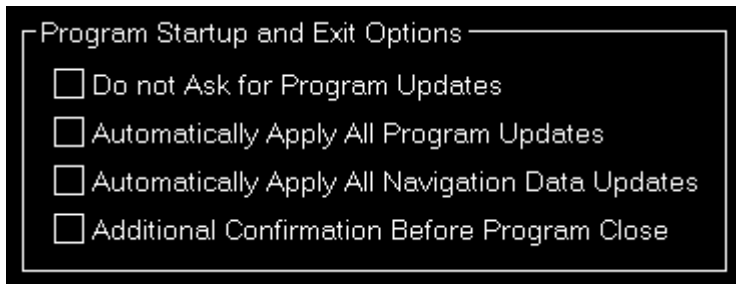 Program Startup and Exit Options
Do not Ask for Program Updates
Automatically Apply All Program Updates
Automatically Apply All Navigation Data Updates
Additional Confirmation Before Program Close